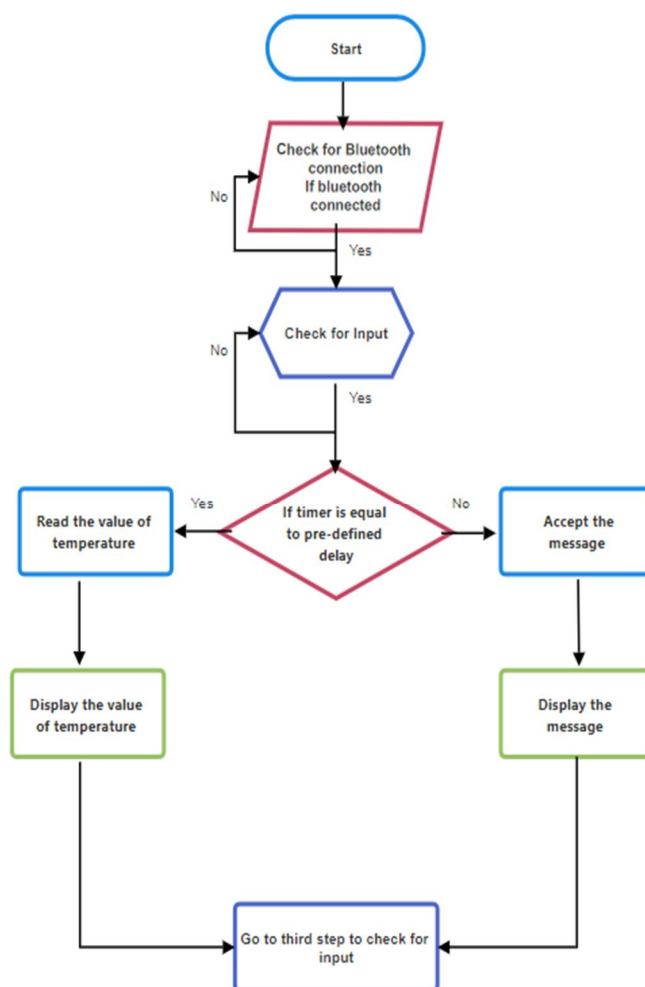 Start
Check for Bluetooth
connection
If bluetooth
connected
No
Yes
Check for Input
No
Yes
Yes
If timer is equal
to pre-defined
delay
No
Read the value of
temperature
Accept the
message
Display the value
of temperature
Display the
message
Go to third step to check for
input